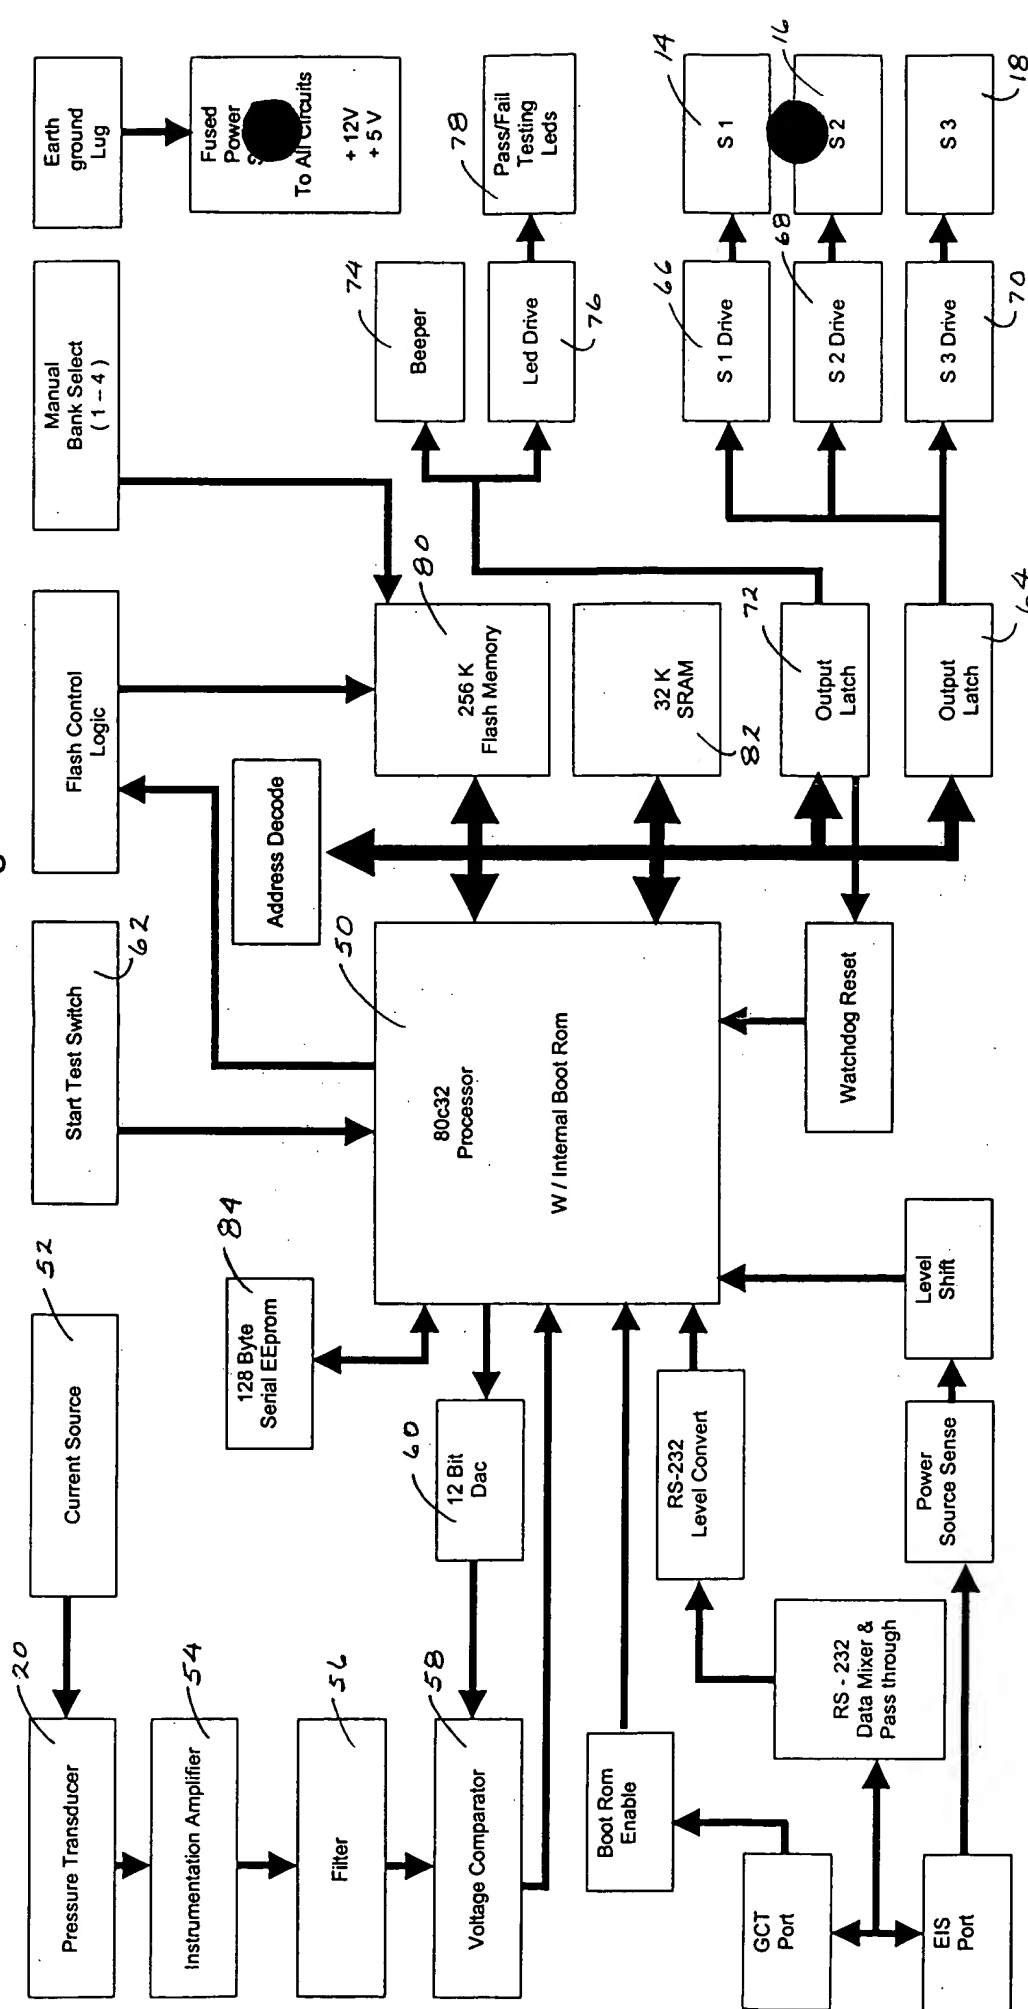 Pressure Transducer
20
Current Source
52
Start Test Switch
62
Flash Control
Logic
Manual
Bank Select
( 1 -- 4 )
Earth
ground
Lug
Instrumentation Amplifier
54
128 Byte
Serial EEprom
84
Address Decode
Fused
Power
To All Circuits
+ 12V
+ 5 V
Filter
56
Voltage Comparator
58
12 Bit
Dac
60
80c32
Processor
W / Internal Boot Rom
50
256 K
Flash Memory
80
Beeper
74
Led Drive
76
Pass/Fail
Testing
Leds
78
32 K
SRAM
82
Boot Rom
Enable
RS-232
Level Convert
S 1 Drive
66
S 1
14
GCT
Port
RS - 232
Data Mixer &
Pass through
Watchdog Reset
Output
Latch
72
S 2 Drive
68
S 2
16
EIS
Port
Power
Source Sense
Level
Shift
Output
Latch
64
S 3 Drive
70
S 3
18